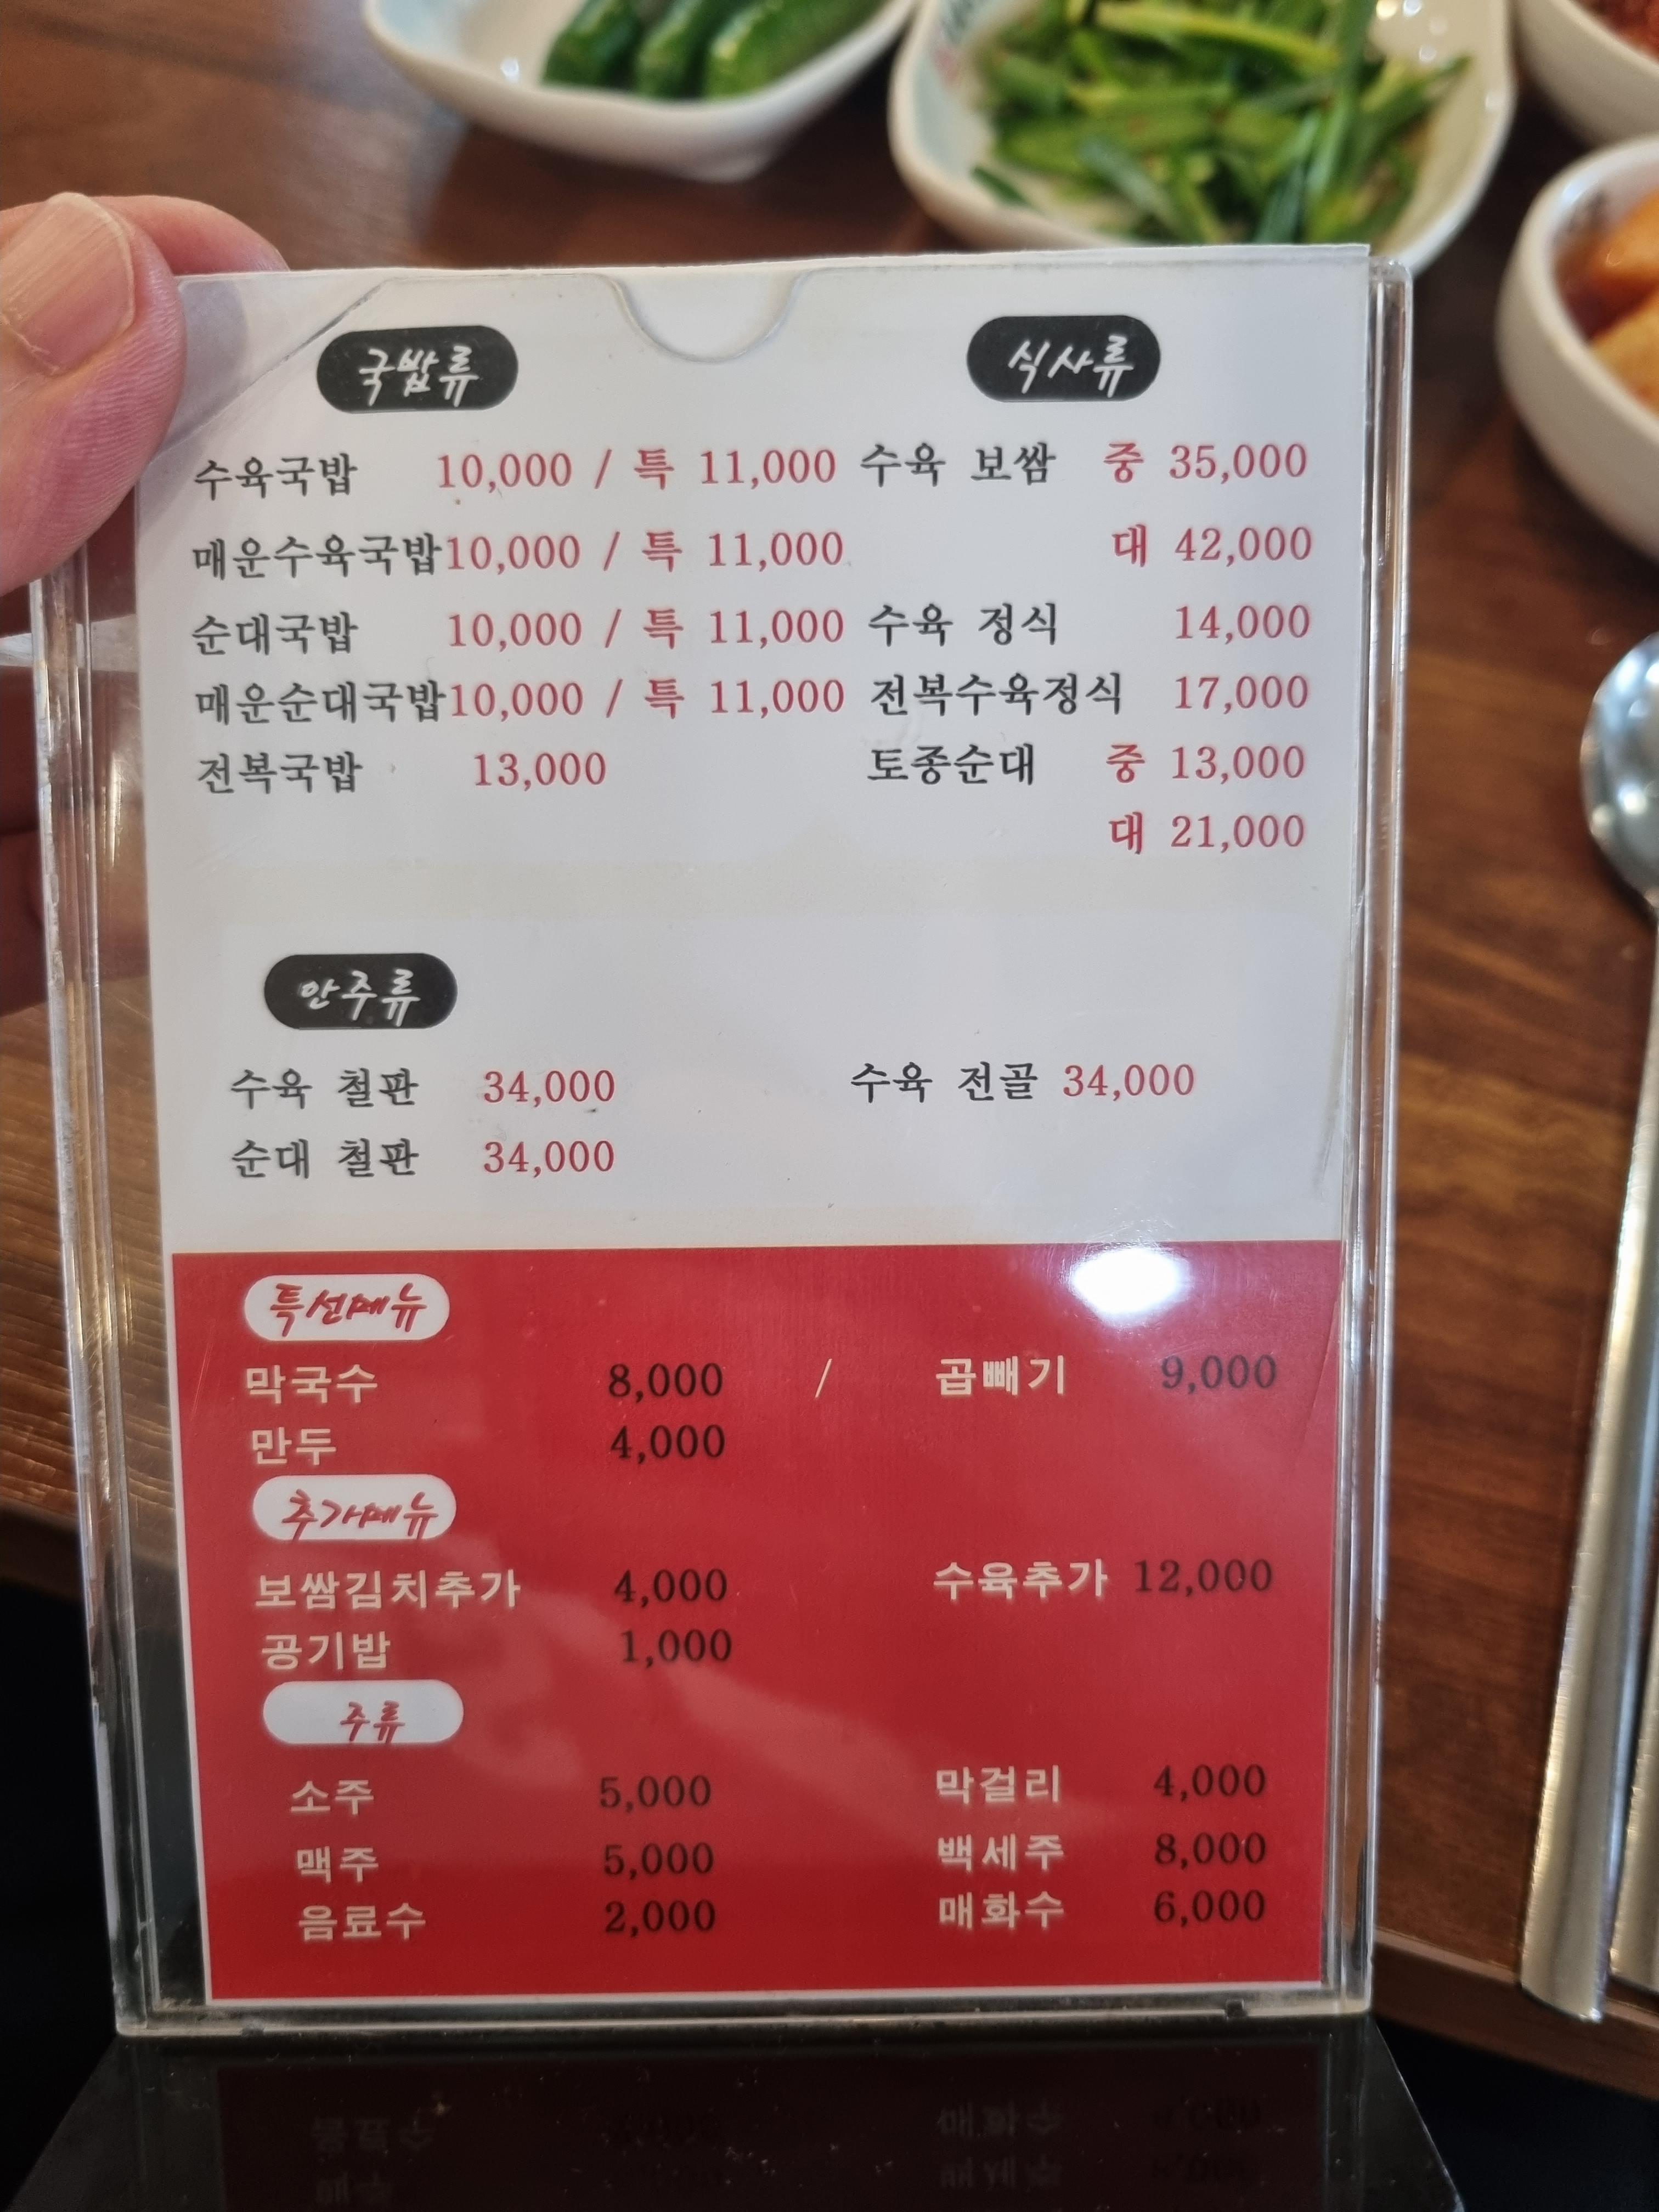 국밥류
수육국밥 10,000 / 특 11,000
매운수육국밥 10,000 / 특 11,000
순대국밥 10,000 / 특 11,000
매운순대국밥 10,000 / 특 11,000
전복국밥 13,000
식사류
수육 보쌈 중 35,000
대 42,000
수육 정식 14,000
전복수육정식 17,000
토종순대 중 13,000
대 21,000
안주류
수육 철판 34,000
수육 전골 34,000
순대 철판 34,000
특선메뉴
막국수 8,000 / 곱빼기 9,000
만두 4,000
추가메뉴
보쌈김치추가 4,000
수육추가 12,000
공기밥 1,000
주류
소주 5,000
막걸리 4,000
맥주 5,000
백세주 8,000
음료수 2,000
매화수 6,000